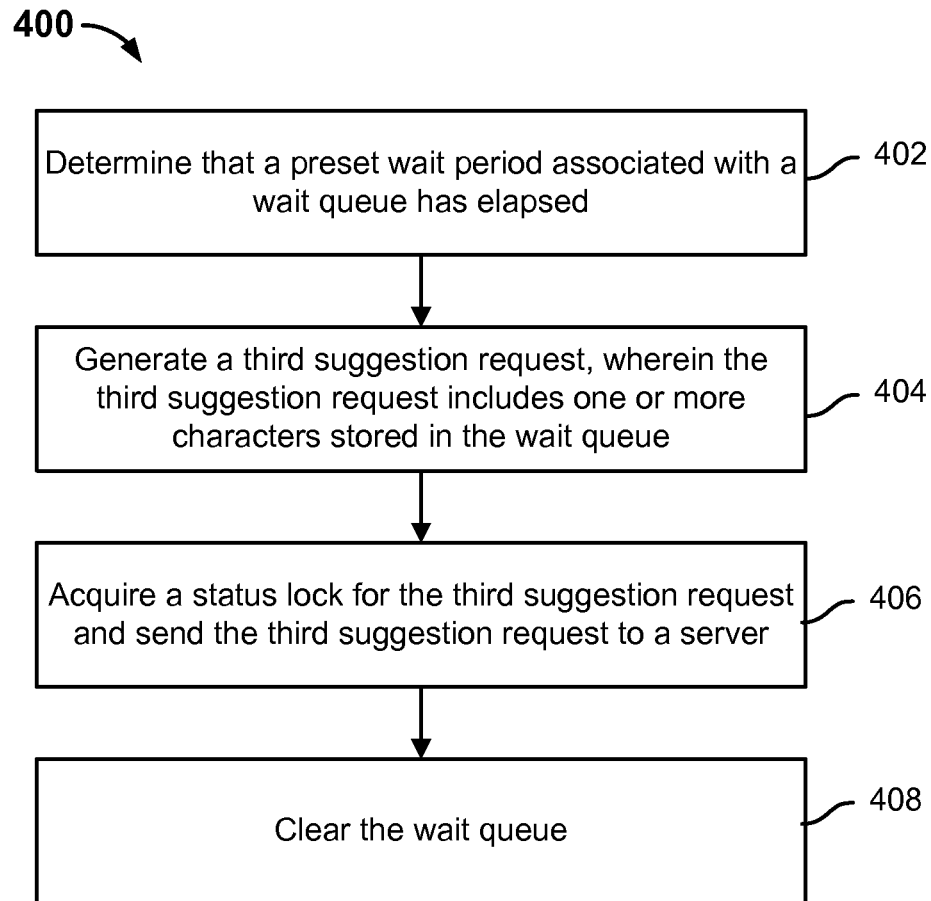 400
Determine that a preset wait period associated with a
wait queue has elapsed
402
Generate a third suggestion request, wherein the
third suggestion request includes one or more
characters stored in the wait queue
404
Acquire a status lock for the third suggestion request
and send the third suggestion request to a server
406
Clear the wait queue
408